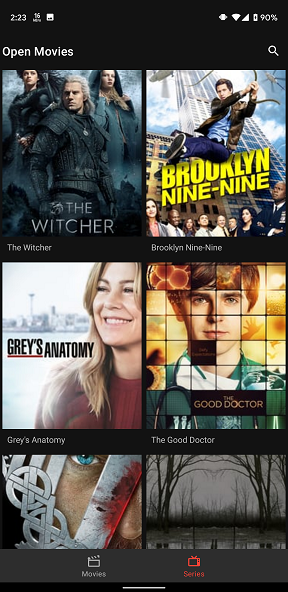 2:23 16 90%
Open Movies
THE
WITCHER
BROOKLYN
NINE-NINE
The Witcher
Brooklyn Nine-Nine
GREY'S ANATOMY
THE
GOOD DOCTOR
Grey's Anatomy
The Good Doctor
Movies
Series